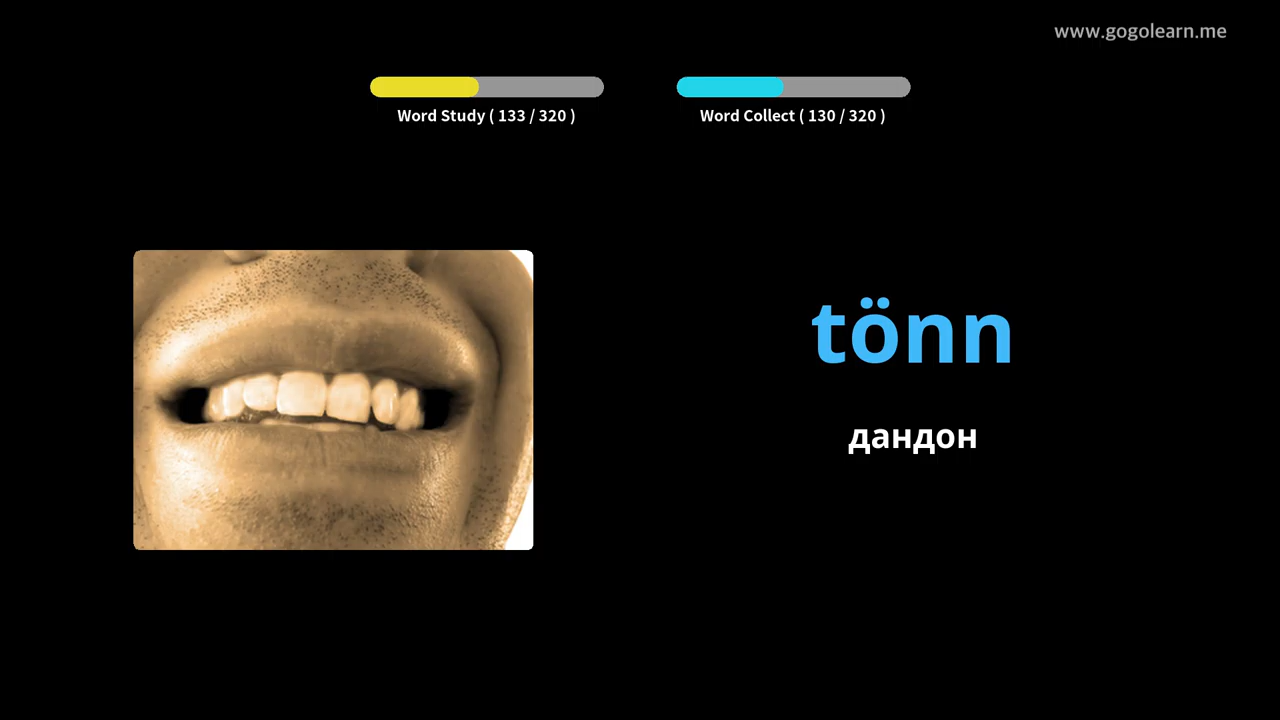 www.gogolearn.me
Word Study ( 133 / 320 )
Word Collect ( 130 / 320 )
tönn
дандон